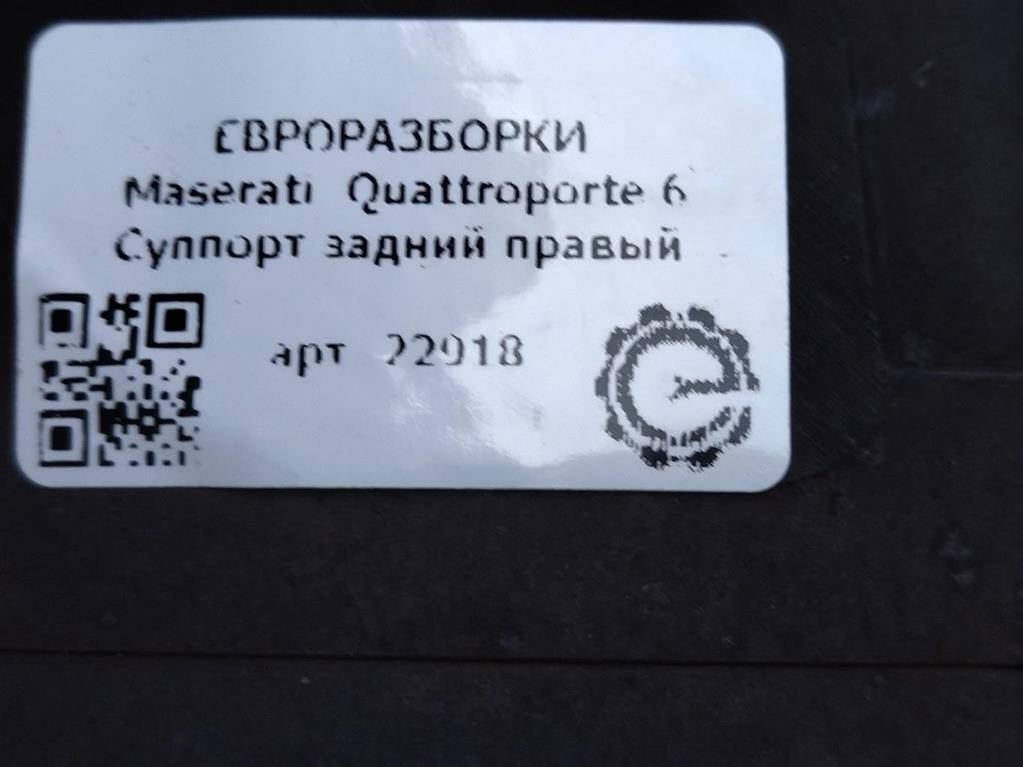 ЕВРОРАЗБОРКИ
Maserati Quattroporte 6
Суппорт задний правый
арт 22918